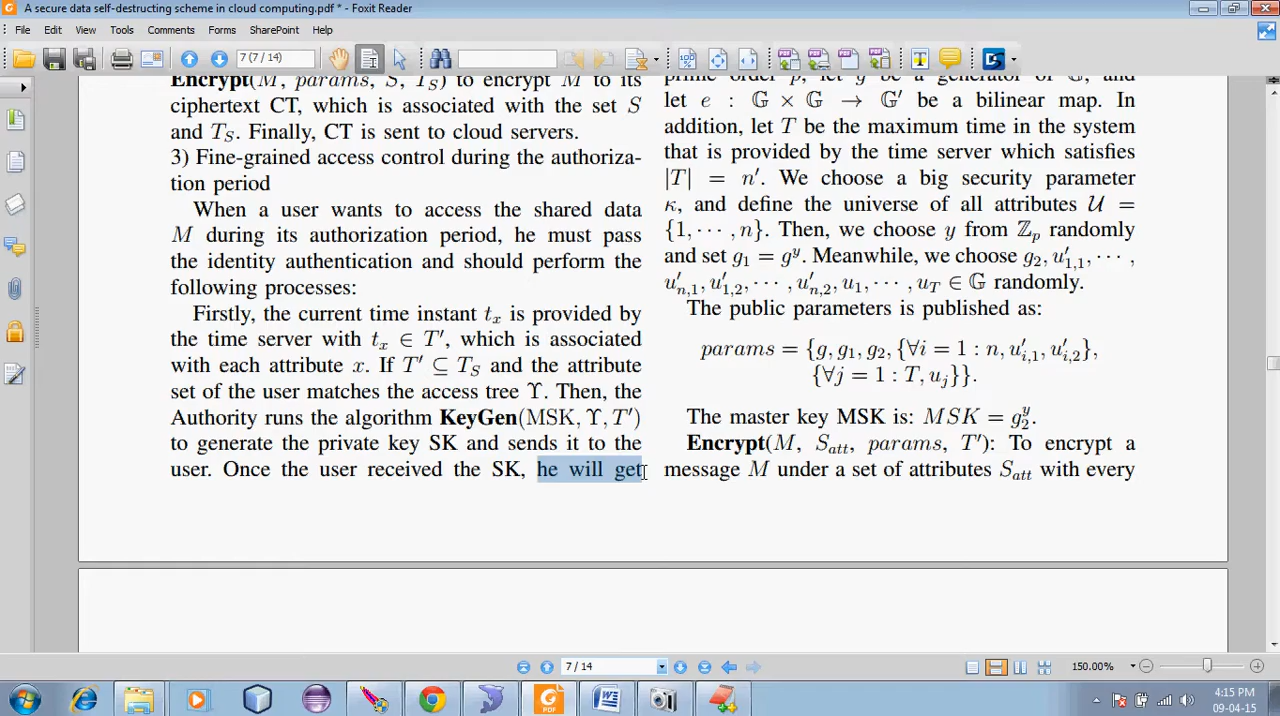 A secure data self-destructing scheme in cloud computing.pdf * - Foxit Reader
File Edit View Tools Comments Forms SharePoint Help
7 (7 / 14)
Encrypt(M, params, S, T_S) to encrypt M to its
ciphertext CT, which is associated with the set S
and T_S. Finally, CT is sent to cloud servers.
3) Fine-grained access control during the authoriza-
tion period
When a user wants to access the shared data
M during its authorization period, he must pass
the identity authentication and should perform the
following processes:
Firstly, the current time instant t_x is provided by
the time server with t_x ∈ T′, which is associated
with each attribute x. If T′ ⊆ T_S and the attribute
set of the user matches the access tree ϒ. Then, the
Authority runs the algorithm KeyGen(MSK, ϒ, T′)
to generate the private key SK and sends it to the
user. Once the user received the SK, he will get
prime order p, let g be a generator of 𝔾, and
let e : 𝔾 × 𝔾 → 𝔾′ be a bilinear map. In
addition, let T be the maximum time in the system
that is provided by the time server which satisfies
|T| = n′. We choose a big security parameter
κ, and define the universe of all attributes 𝒰 =
{1, ⋯ , n}. Then, we choose y from ℤ_p randomly
and set g_1 = g^y. Meanwhile, we choose g_2, u′_{1,1}, ⋯ ,
u′_{n,1}, u′_{1,2}, ⋯ , u′_{n,2}, u_1, ⋯ , u_T ∈ 𝔾 randomly.
The public parameters is published as:
params = {g, g_1, g_2, {∀i = 1 : n, u′_{i,1}, u′_{i,2}},
{∀j = 1 : T, u_j}}.
The master key MSK is: MSK = g_2^y.
Encrypt(M, S_att, params, T′): To encrypt a
message M under a set of attributes S_att with every
7 / 14
150.00%
4:15 PM
09-04-15